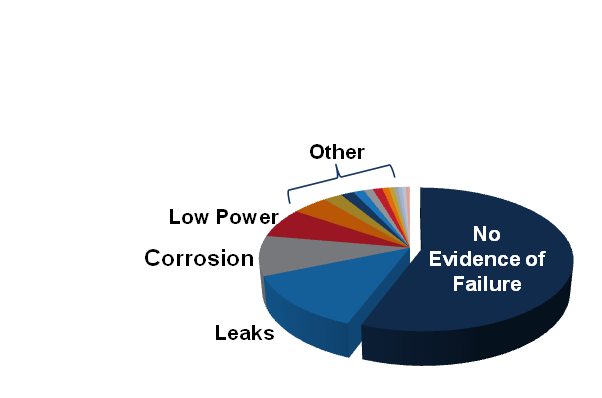 Other
Low Power
Corrosion
Leaks
No
Evidence of
Failure